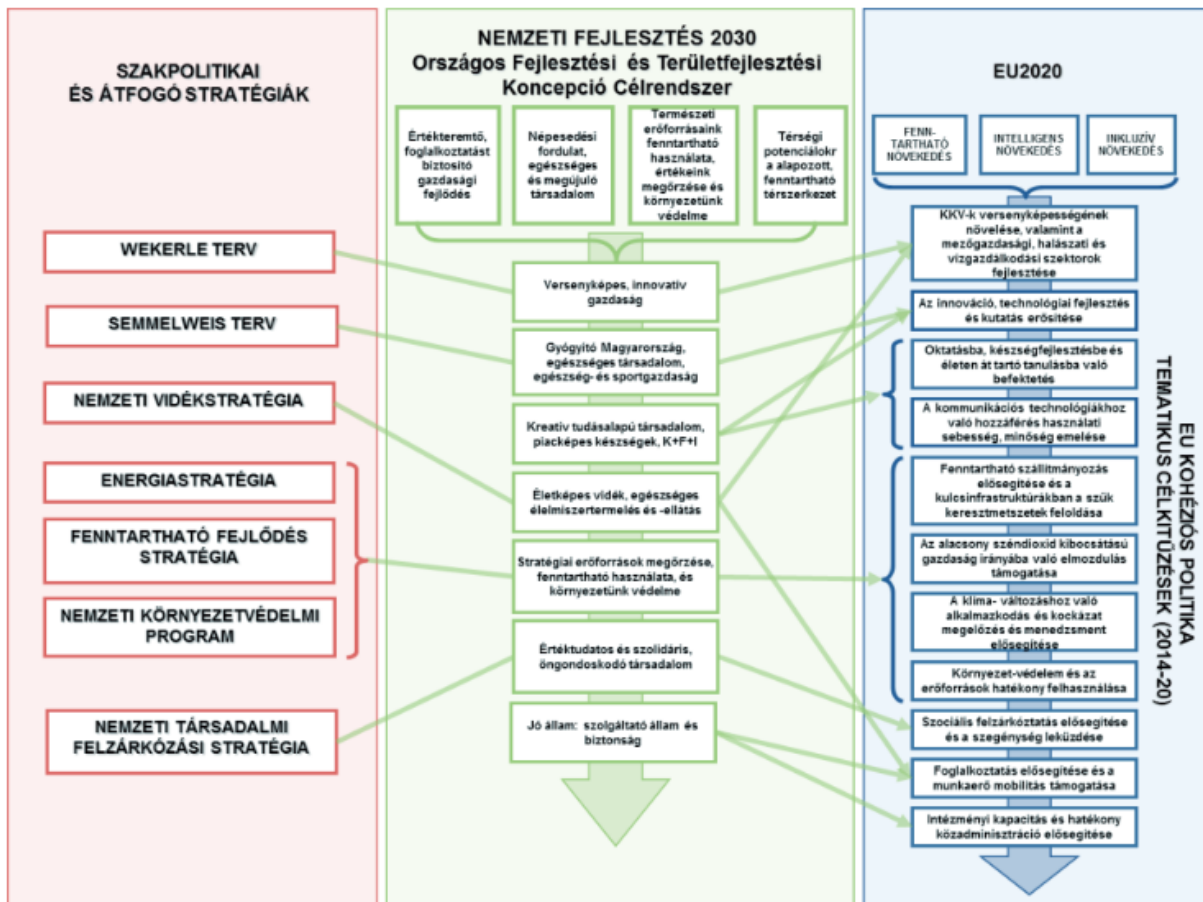 SZAKPOLITIKAI
ÉS ÁTFOGÓ STRATÉGIÁK
WEKERLE TERV
SEMMELWEIS TERV
NEMZETI VIDÉKSTRATÉGIA
ENERGIASTRATÉGIA
FENNTARTHATÓ FEJLŐDÉS
STRATÉGIA
NEMZETI KÖRNYEZETVÉDELMI
PROGRAM
NEMZETI TÁRSADALMI
FELZÁRKÓZÁSI STRATÉGIA
NEMZETI FEJLESZTÉS 2030
Országos Fejlesztési és Területfejlesztési
Koncepció Célrendszer
Értékteremtő,
foglalkoztatást
biztosító
gazdasági
fejlődés
Népesedési
fordulat,
egészséges
és megújuló
társadalom
Természeti
erőforrásaink
fenntartható
használata,
értékeink
megőrzése és
környezetünk
védelme
Térségi
potenciálokr
a alapozott,
fenntartható
térszerkezet
Versenyképes, innovatív
gazdaság
Gyógyító Magyarország,
egészséges társadalom,
egészség- és sportgazdaság
Kreatív tudásalapú társadalom,
piacképes készségek, K+F+I
Életképes vidék, egészséges
élelmiszertermelés és -ellátás
Stratégiai erőforrások megőrzése,
fenntartható használata, és
környezetünk védelme
Értéktudatos és szolidáris,
öngondoskodó társadalom
Jó állam: szolgáltató állam és
biztonság
EU2020
FENN-
TARTHATÓ
NÖVEKEDÉS
INTELLIGENS
NÖVEKEDÉS
INKLUZÍV
NÖVEKEDÉS
KKV-k versenyképességének
növelése, valamint a
mezőgazdasági, halászati és
vízgazdálkodási szektorok
fejlesztése
Az innováció, technológiai fejlesztés
és kutatás erősítése
Oktatásba, készségfejlesztésbe és
életen át tartó tanulásba való
befektetés
A kommunikációs technológiákhoz
való hozzáférés használati
sebesség, minőség emelése
Fenntartható szállítmányozás
elősegítése és a
kulcsinfrastruktúrákban a szűk
keresztmetszetek feloldása
Az alacsony széndioxid kibocsátású
gazdaság irányába való elmozdulás
támogatása
A klíma- változáshoz való
alkalmazkodás és kockázat
megelőzés és menedzsment
elősegítése
Környezet-védelem és az
erőforrások hatékony felhasználása
Szociális felzárkóztatás elősegítése
és a szegénység leküzdése
Foglalkoztatás elősegítése és a
munkaerő mobilitás támogatása
Intézményi kapacitás és hatékony
közadminisztráció elősegítése
EU KOHÉZIÓS POLITIKA
TEMATIKUS CÉLKITŰZÉSEK (2014-20)